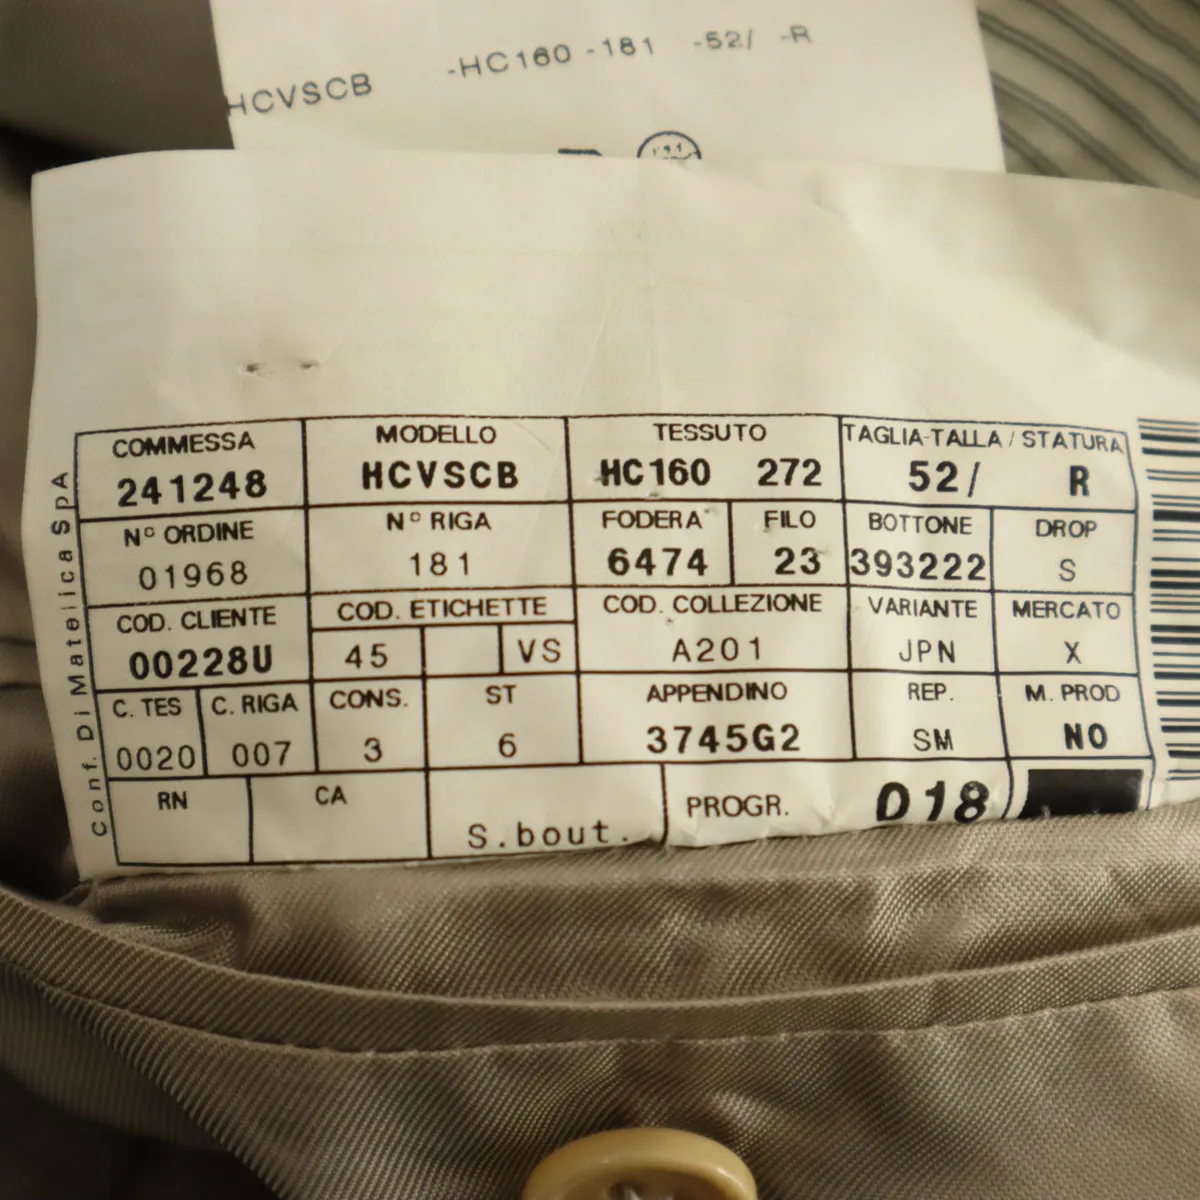 HCVSCB -HC160 -181 -52/ -R
Conf. Di Matelica SpA
COMMESSA MODELLO TESSUTO TAGLIA-TALLA / STATURA
241248 HCVSCB HC160 272 52/ R
N° ORDINE N° RIGA FODERA FILO BOTTONE DROP
01968 181 6474 23 393222 S
COD. CLIENTE COD. ETICHETTE COD. COLLEZIONE VARIANTE MERCATO
00228U 45 VS A201 JPN X
C. TES C. RIGA CONS. ST APPENDINO REP. M. PROD
0020 007 3 6 3745G2 SM NO
RN CA S.bout. PROGR. 018